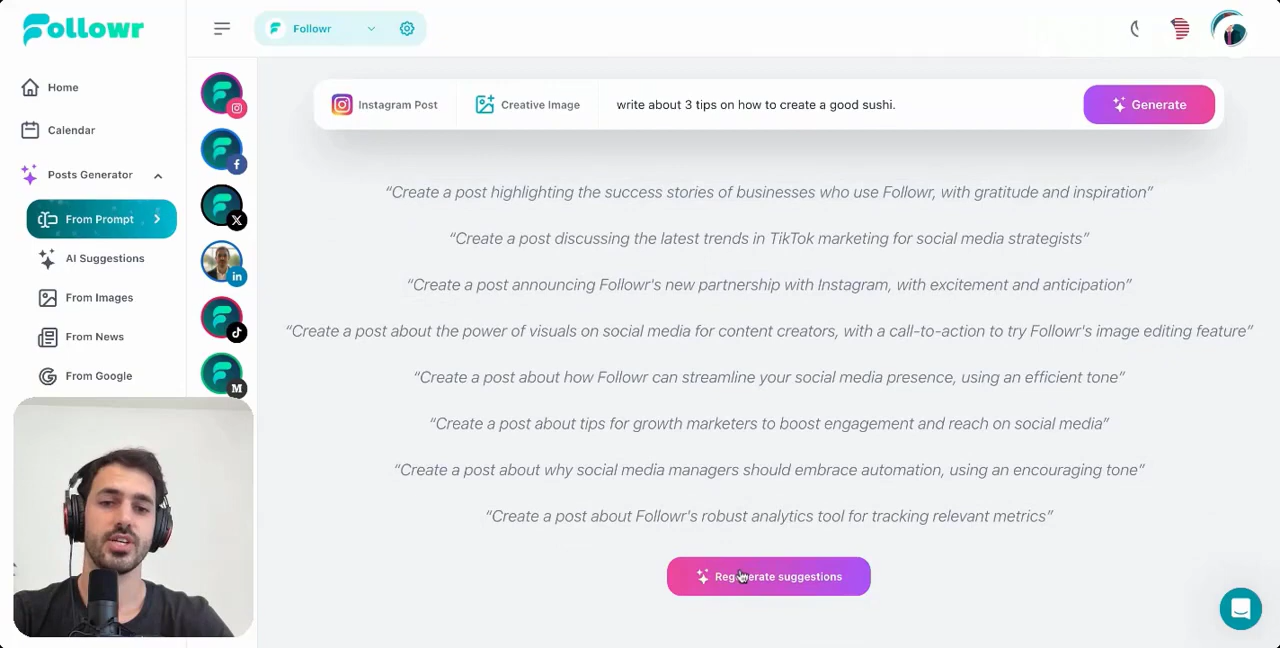 Followr
Followr
Home
Calendar
Posts Generator
From Prompt
AI Suggestions
From Images
From News
From Google
in
M
Instagram Post
Creative Image
write about 3 tips on how to create a good sushi.
Generate
“Create a post highlighting the success stories of businesses who use Followr, with gratitude and inspiration”
“Create a post discussing the latest trends in TikTok marketing for social media strategists”
“Create a post announcing Followr's new partnership with Instagram, with excitement and anticipation”
“Create a post about the power of visuals on social media for content creators, with a call-to-action to try Followr's image editing feature”
“Create a post about how Followr can streamline your social media presence, using an efficient tone”
“Create a post about tips for growth marketers to boost engagement and reach on social media”
“Create a post about why social media managers should embrace automation, using an encouraging tone”
“Create a post about Followr's robust analytics tool for tracking relevant metrics”
Regenerate suggestions